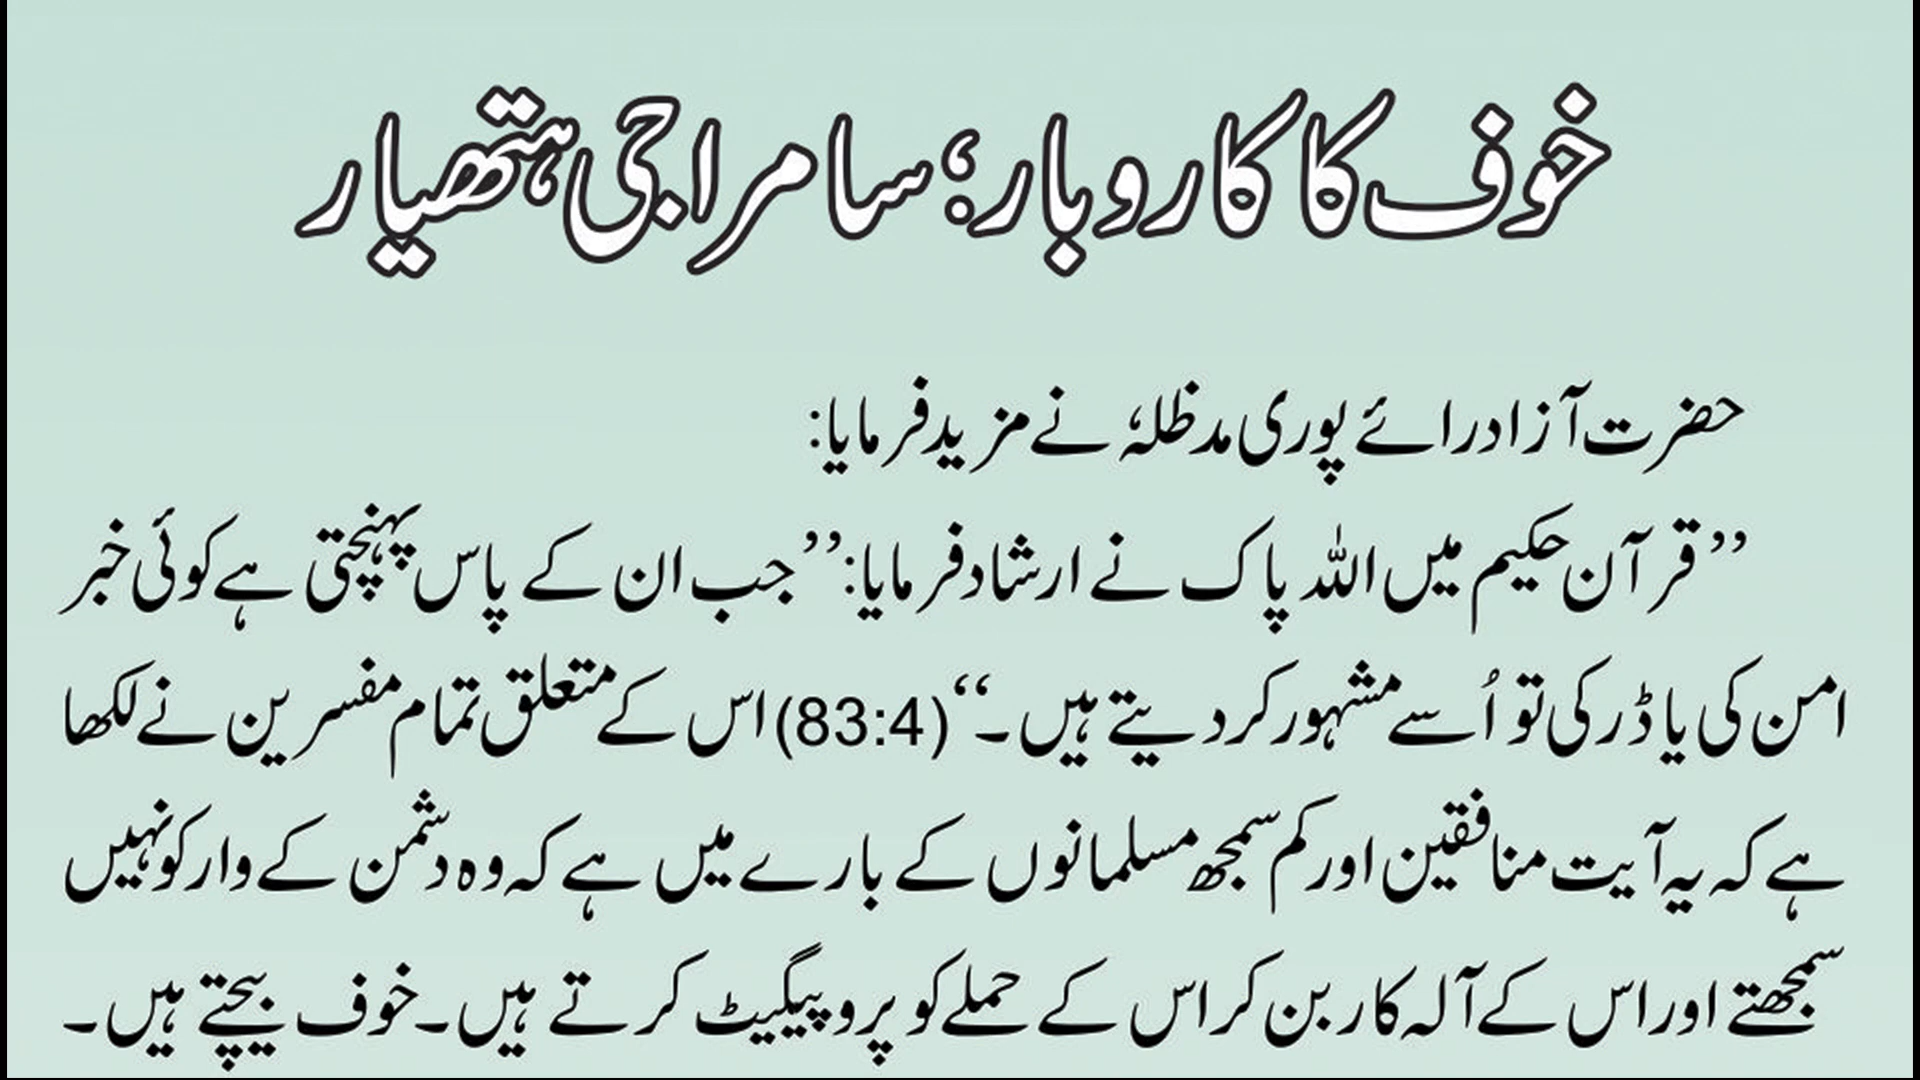 خوف کا کاروبار؛ سامراجی ہتھیار
حضرت آزاد رائے پوری مدظلہٗ نے مزید فرمایا:
’’قرآن حکیم میں اللہ پاک نے ارشاد فرمایا: ’’جب ان کے پاس پہنچتی ہے کوئی خبر
امن کی یا ڈر کی تو اُسے مشہور کر دیتے ہیں۔‘‘ (83:4) اس کے متعلق تمام مفسرین نے لکھا
ہے کہ یہ آیت منافقین اور کم سمجھ مسلمانوں کے بارے میں ہے کہ وہ دشمن کے وار کو نہیں
سمجھتے اور اس کے آلہ کار بن کر اس کے حملے کو پروپیگیٹ کرتے ہیں۔ خوف بیچتے ہیں۔